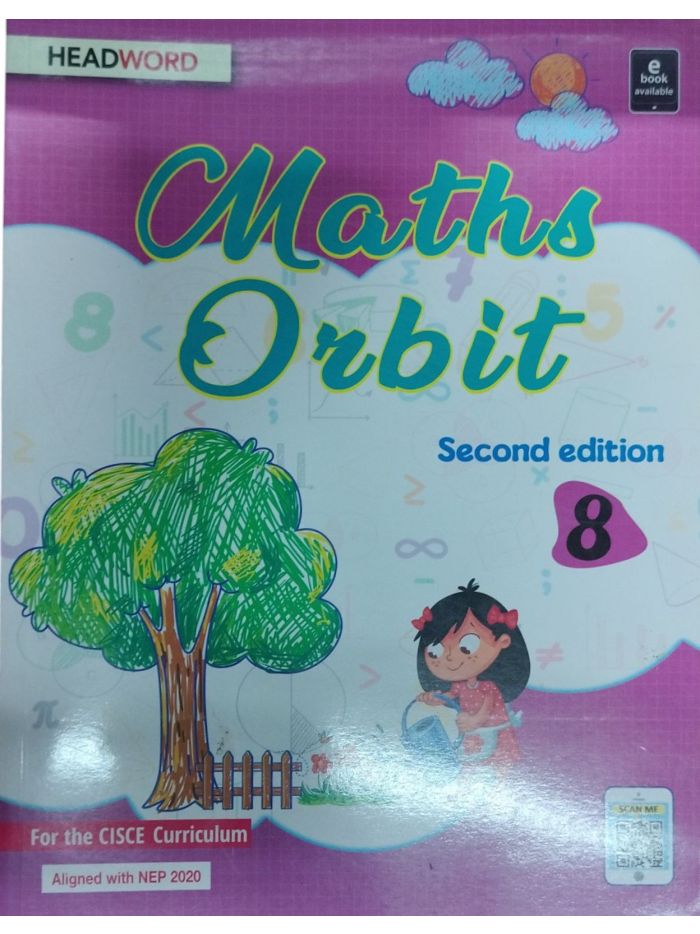 HEADWORD
e
book
available
Maths
Orbit
Second edition
8
SCAN ME
For the CISCE Curriculum
Aligned with NEP 2020